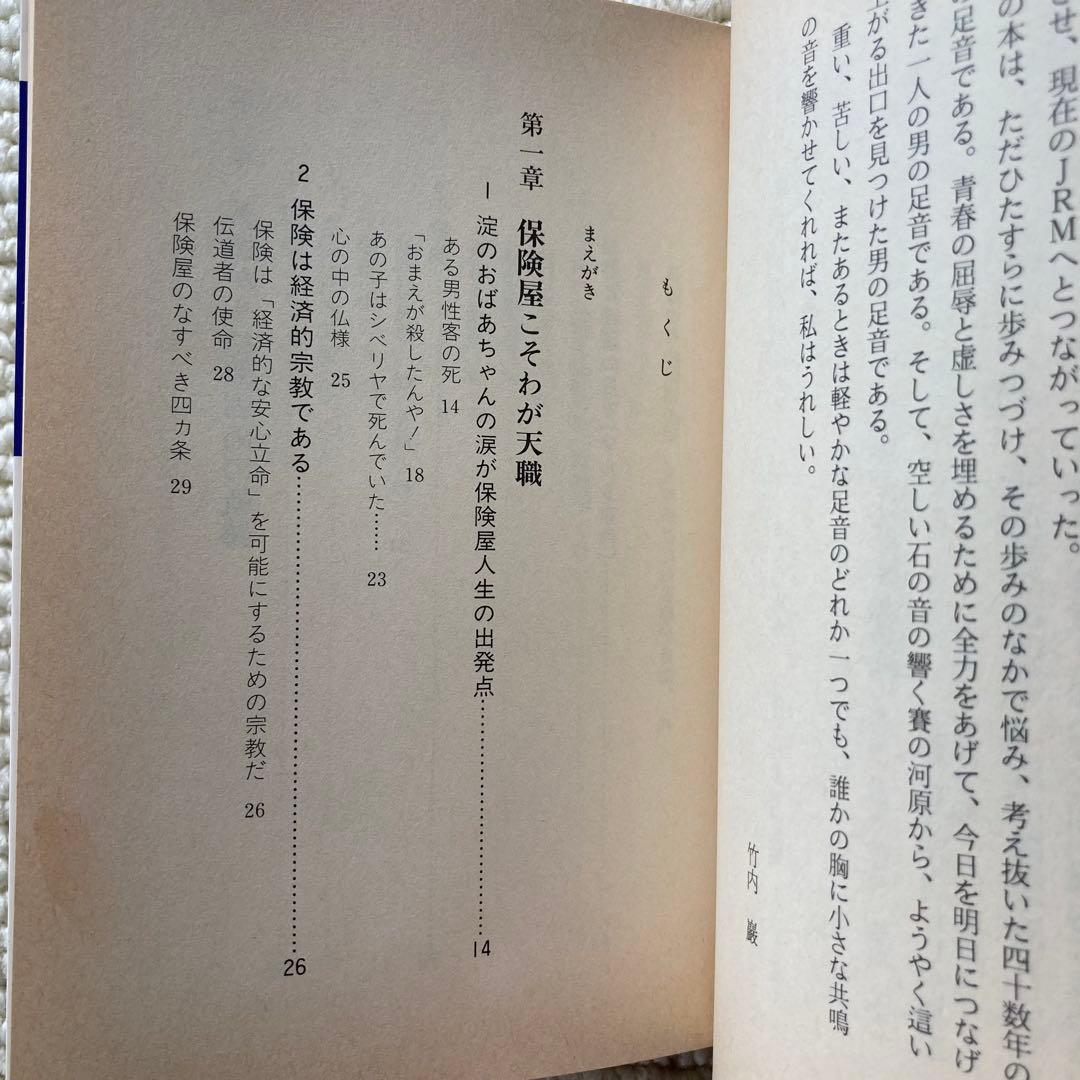 させ、現在のJRMへとつながっていった。
の本は、ただひたすらに歩みつづけ、その歩みのなかで悩み、考え抜いた四十数年の
足音である。青春の屈辱と虚しさを埋めるために全力をあげて、今日を明日につなげ
きた一人の男の足音である。そして、空しい石の音の響く賽の河原から、ようやく這い
上がる出口を見つけた男の足音である。
重い、苦しい、またあるときは軽やかな足音のどれか一つでも、誰かの胸に小さな共鳴
の音を響かせてくれれば、私はうれしい。
竹内 巖
もくじ
まえがき
第一章 保険屋こそわが天職
1 淀のおばあちゃんの涙が保険屋人生の出発点……………………14
ある男性客の死 14
「おまえが殺したんや！」 18
あの子はシベリヤで死んでいた…… 23
心の中の仏様 25
2 保険は経済的宗教である……………………26
保険は「経済的な安心立命」を可能にするための宗教だ 26
伝道者の使命 28
保険屋のなすべき四カ条 29